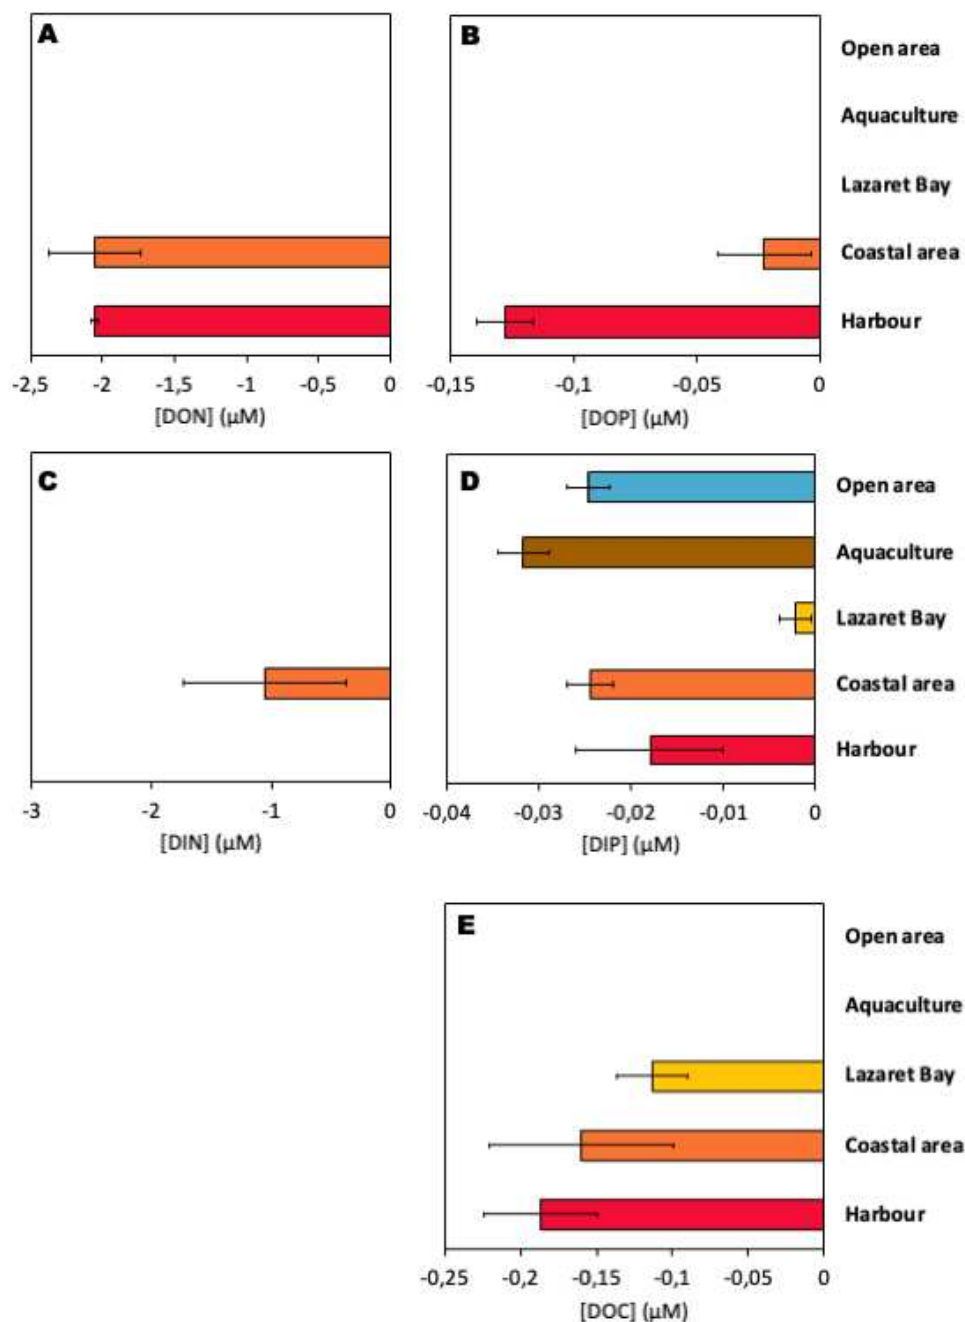 A
-2,5 -2 -1,5 -1 -0,5 0
[DON] (µM)
B
-0,15 -0,1 -0,05 0
[DOP] (µM)
Open area
Aquaculture
Lazaret Bay
Coastal area
Harbour
C
-3 -2 -1 0
[DIN] (µM)
D
-0,04 -0,03 -0,02 -0,01 0
[DIP] (µM)
Open area
Aquaculture
Lazaret Bay
Coastal area
Harbour
E
-0,25 -0,2 -0,15 -0,1 -0,05 0
[DOC] (µM)
Open area
Aquaculture
Lazaret Bay
Coastal area
Harbour